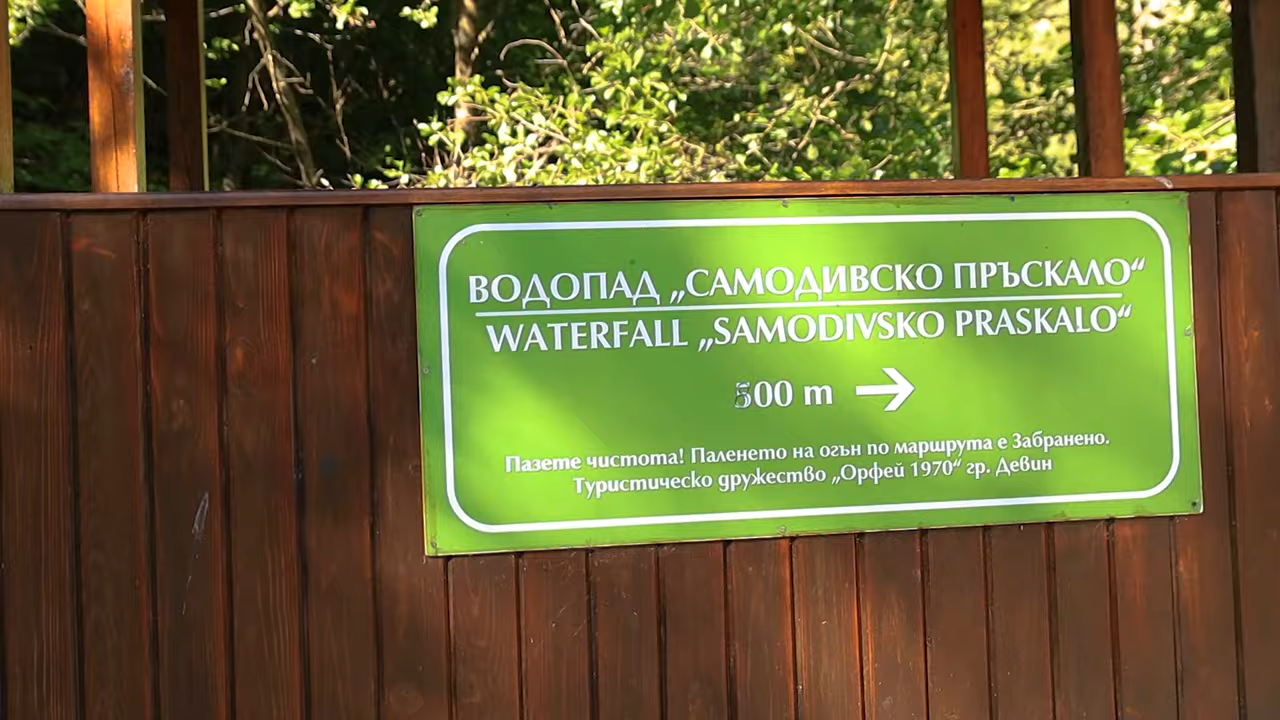 ВОДОПАД „САМОДИВСКО ПРЪСКАЛО“
WATERFALL „SAMODIVSKO PRASKALO“
500 m →
Пазете чистота! Паленето на огън по маршрута е Забранено.
Туристическо дружество „Орфей 1970“ гр. Девин